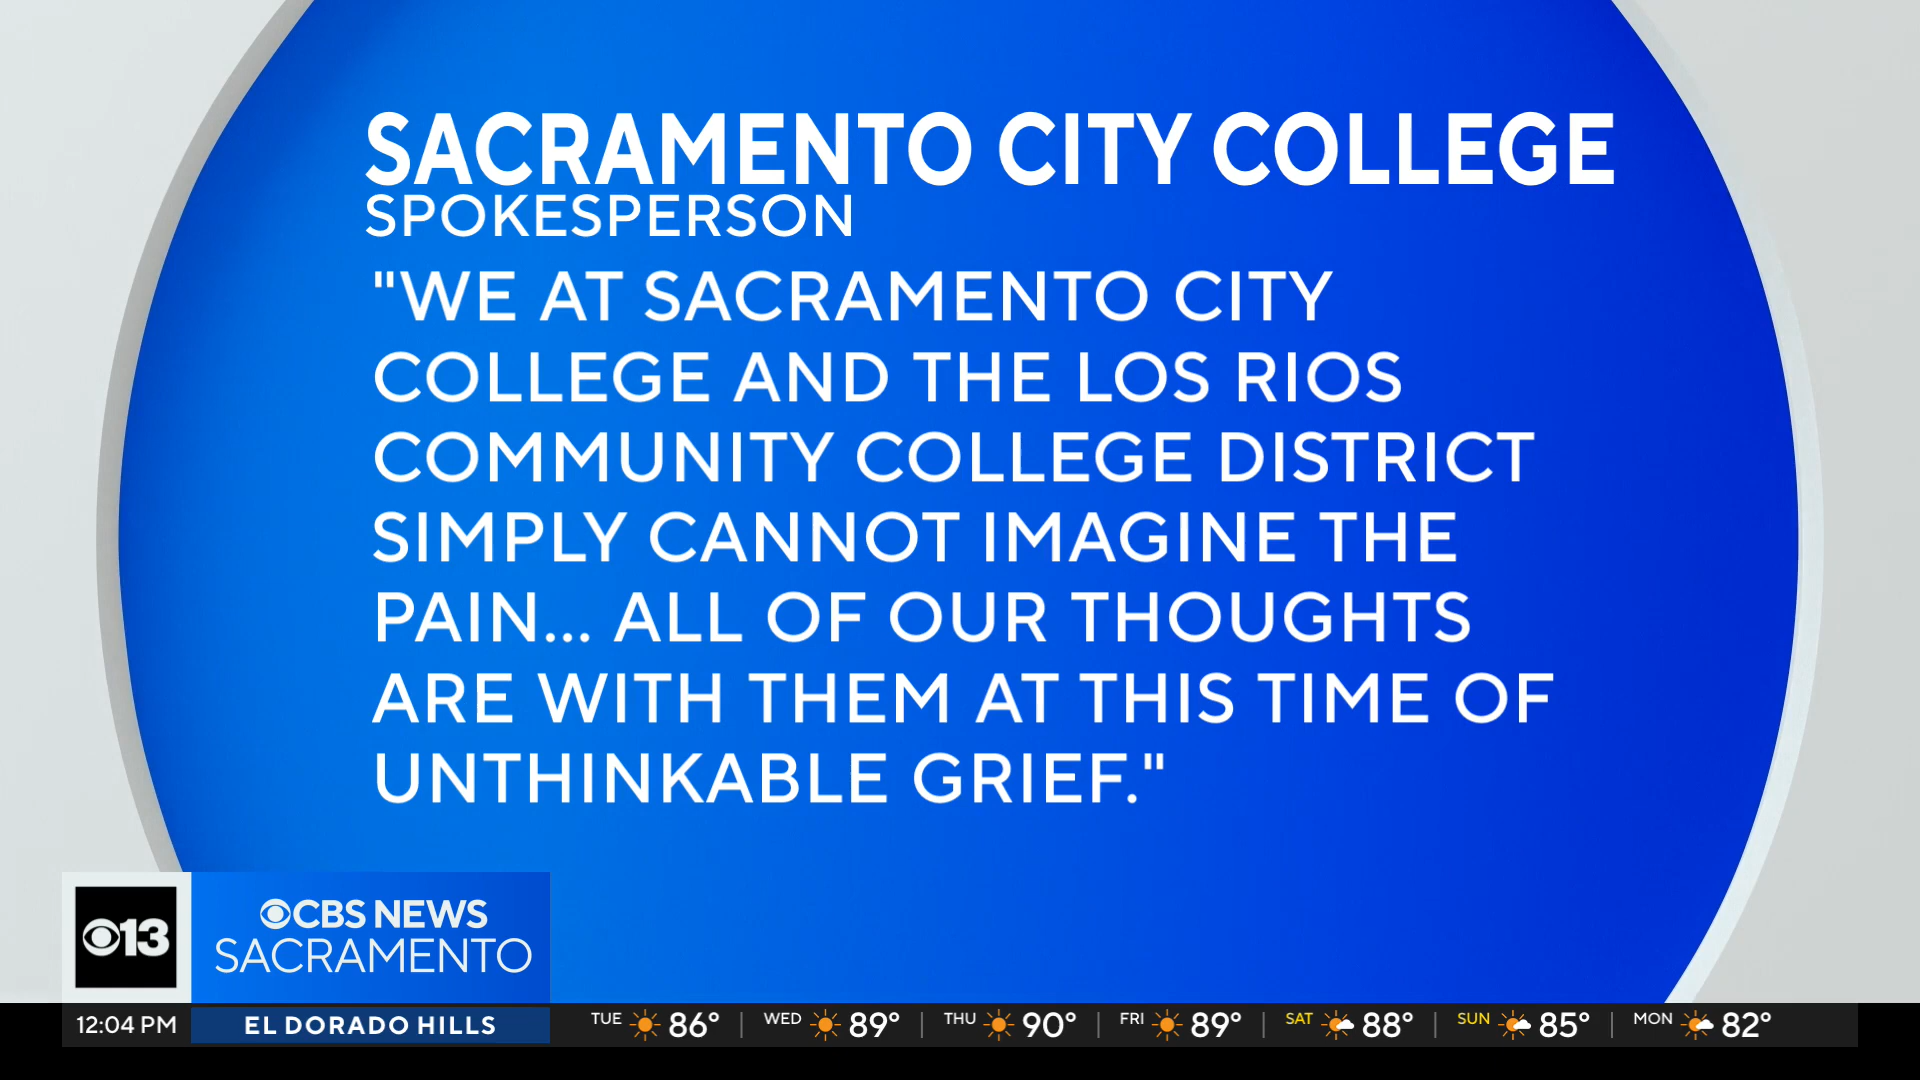 SACRAMENTO CITY COLLEGE
SPOKESPERSON
"WE AT SACRAMENTO CITY
COLLEGE AND THE LOS RIOS
COMMUNITY COLLEGE DISTRICT
SIMPLY CANNOT IMAGINE THE
PAIN... ALL OF OUR THOUGHTS
ARE WITH THEM AT THIS TIME OF
UNTHINKABLE GRIEF."
13
CBS NEWS
SACRAMENTO
12:04 PM EL DORADO HILLS TUE 86° | WED 89° | THU 90° | FRI 89° | SAT 88° | SUN 85° | MON 82°